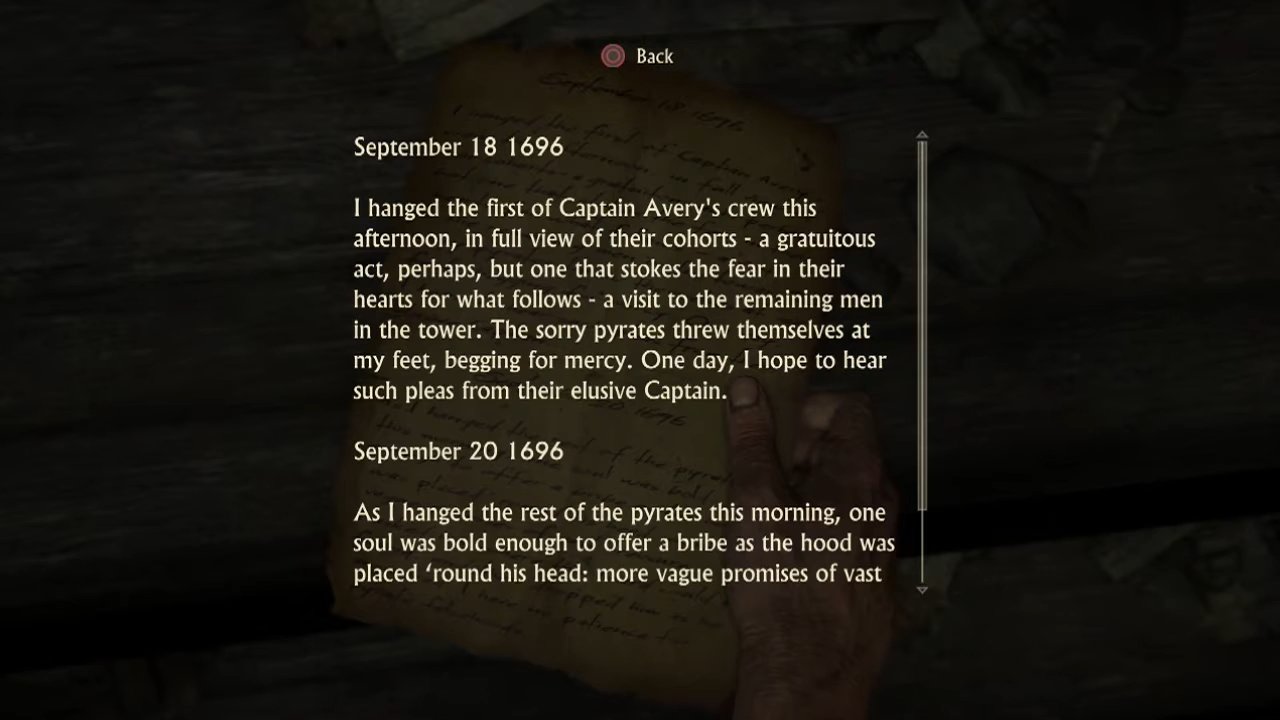 Back
September 18 1696
I hanged the first of Captain Avery's crew this
afternoon, in full view of their cohorts - a gratuitous
act, perhaps, but one that stokes the fear in their
hearts for what follows - a visit to the remaining men
in the tower. The sorry pyrates threw themselves at
my feet, begging for mercy. One day, I hope to hear
such pleas from their elusive Captain.
September 20 1696
As I hanged the rest of the pyrates this morning, one
soul was bold enough to offer a bribe as the hood was
placed ‘round his head: more vague promises of vast